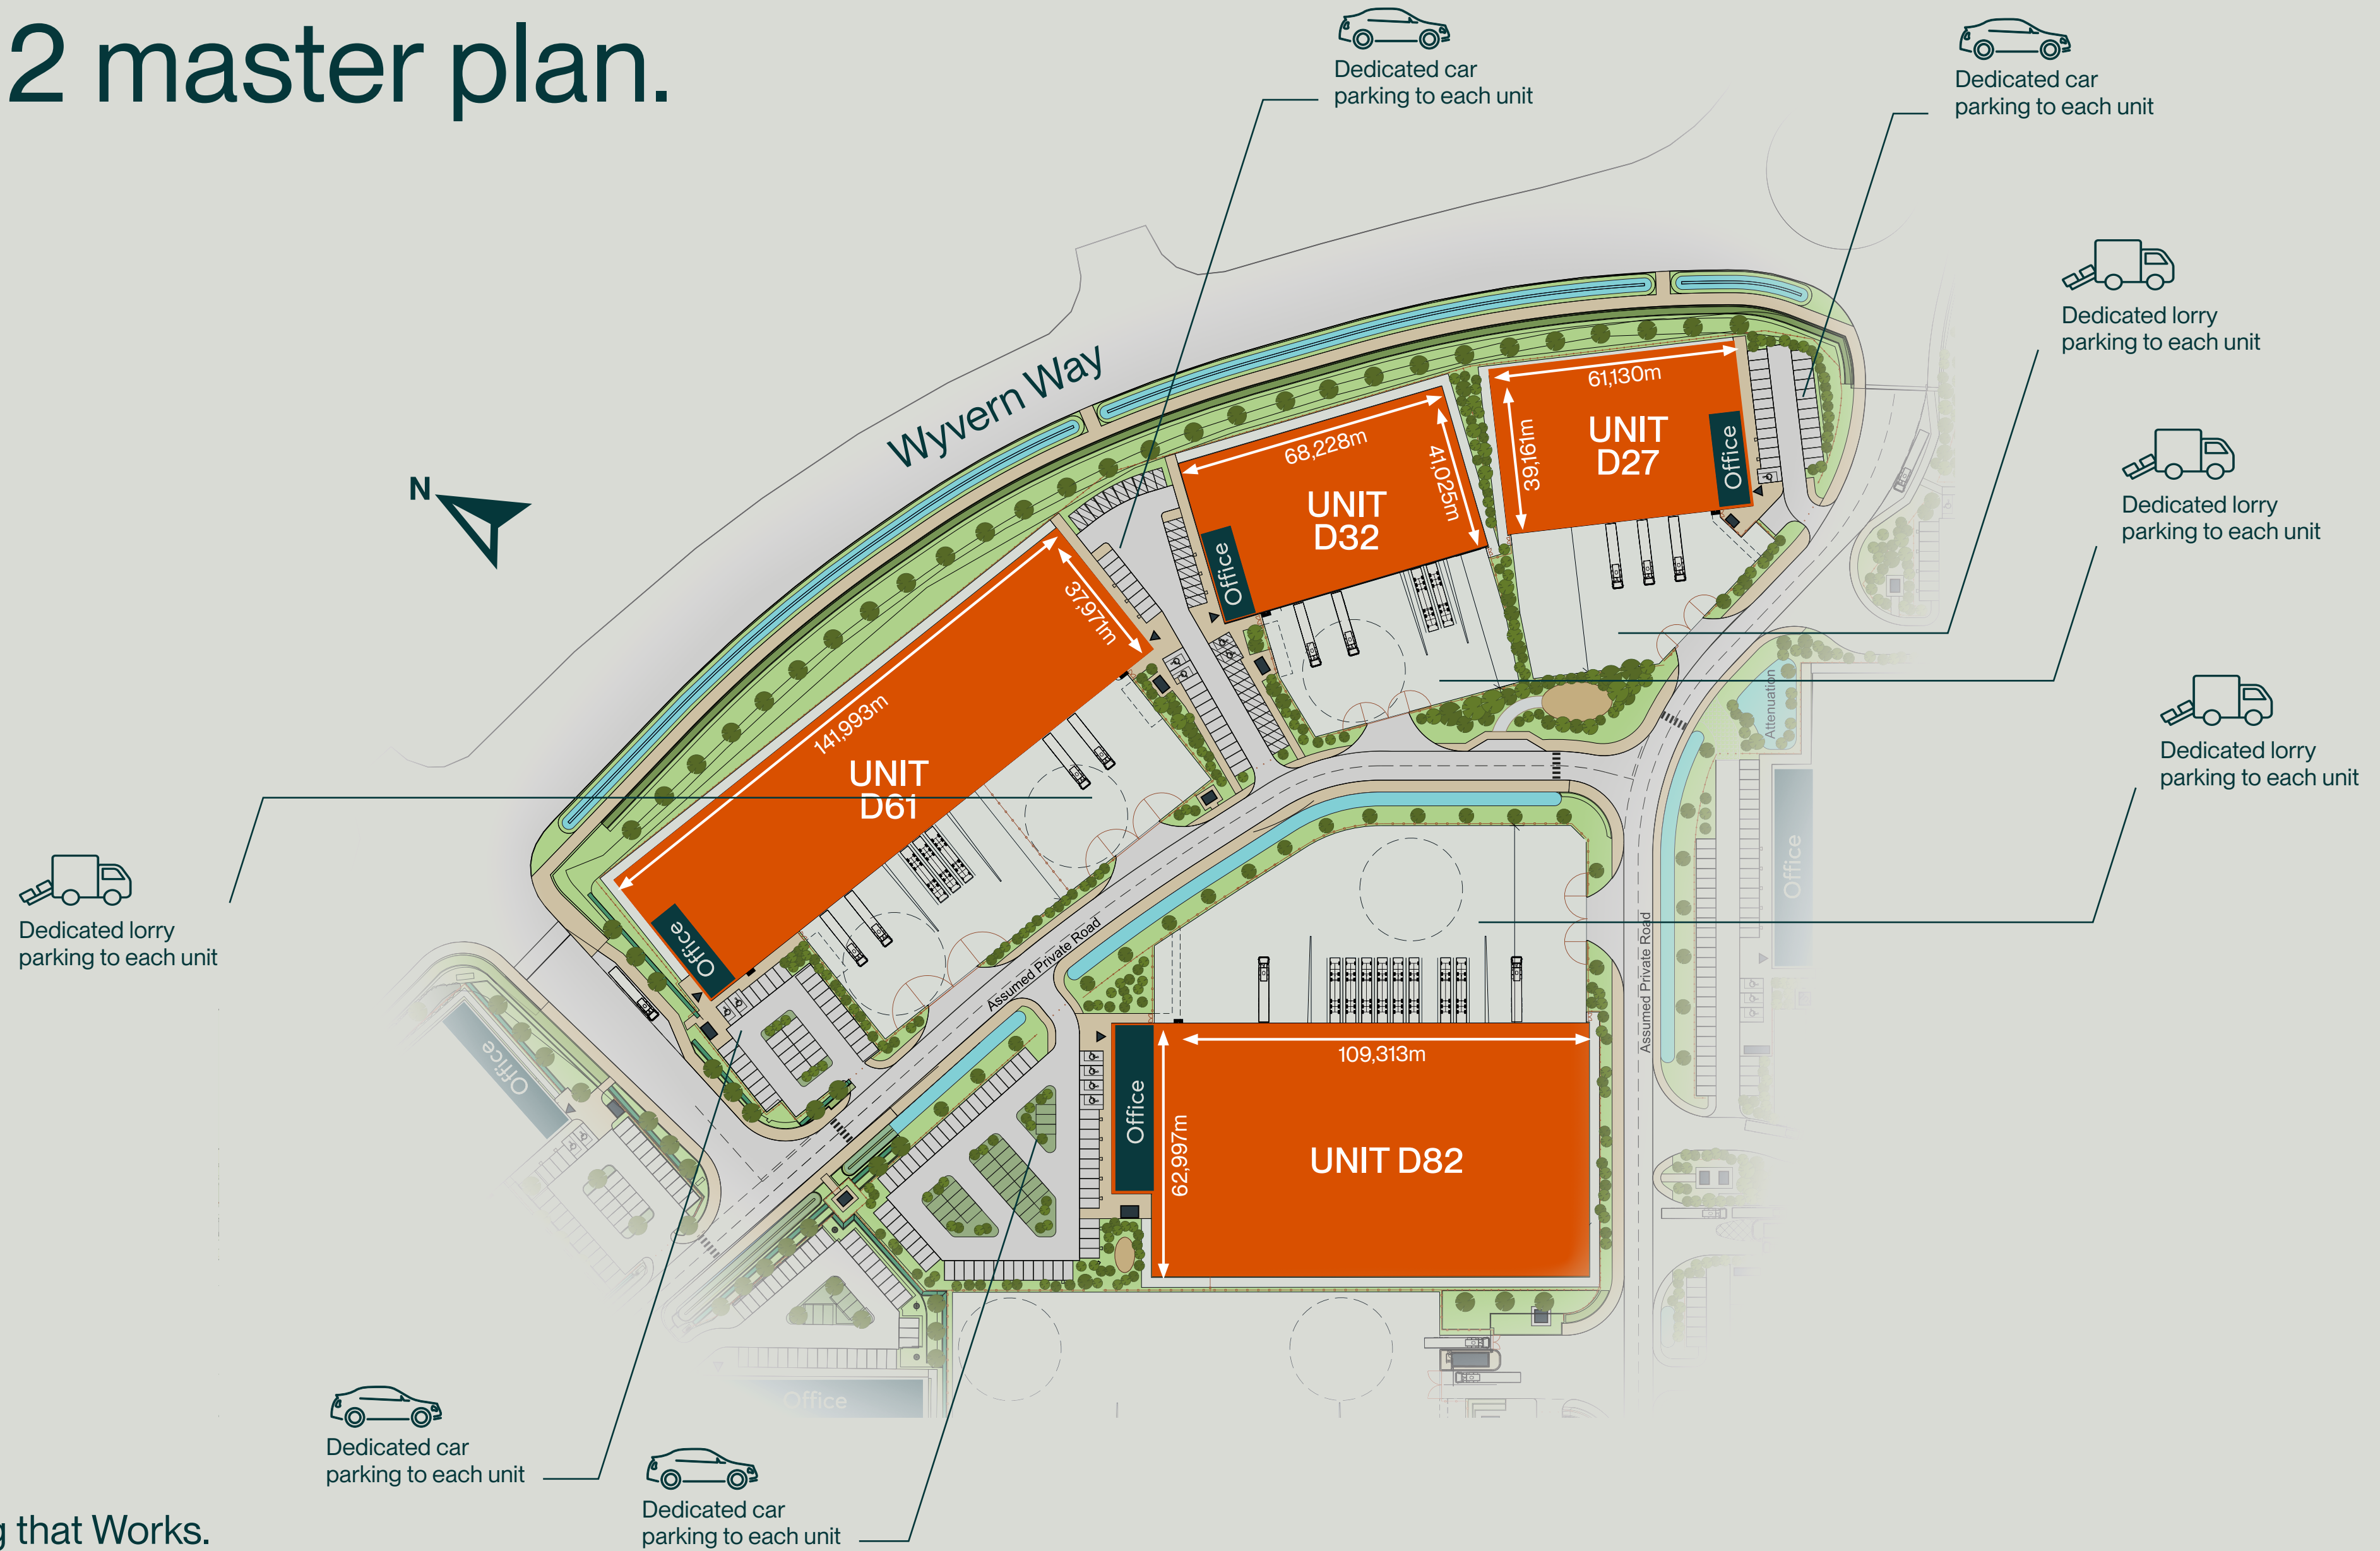 2 master plan.
Dedicated car
parking to each unit
Dedicated car
parking to each unit
Dedicated lorry
parking to each unit
Dedicated lorry
parking to each unit
Dedicated lorry
parking to each unit
Wyvern Way
N
61,130m
39,161m
UNIT
D27
Office
68,228m
41,025m
UNIT
D32
Office
37,971m
141,993m
UNIT
D61
Office
Attenuation
Office
Assumed Private Road
Assumed Private Road
Dedicated lorry
parking to each unit
Office
109,313m
62,997m
Office
UNIT D82
Office
Dedicated car
parking to each unit
Dedicated car
parking to each unit
g that Works.